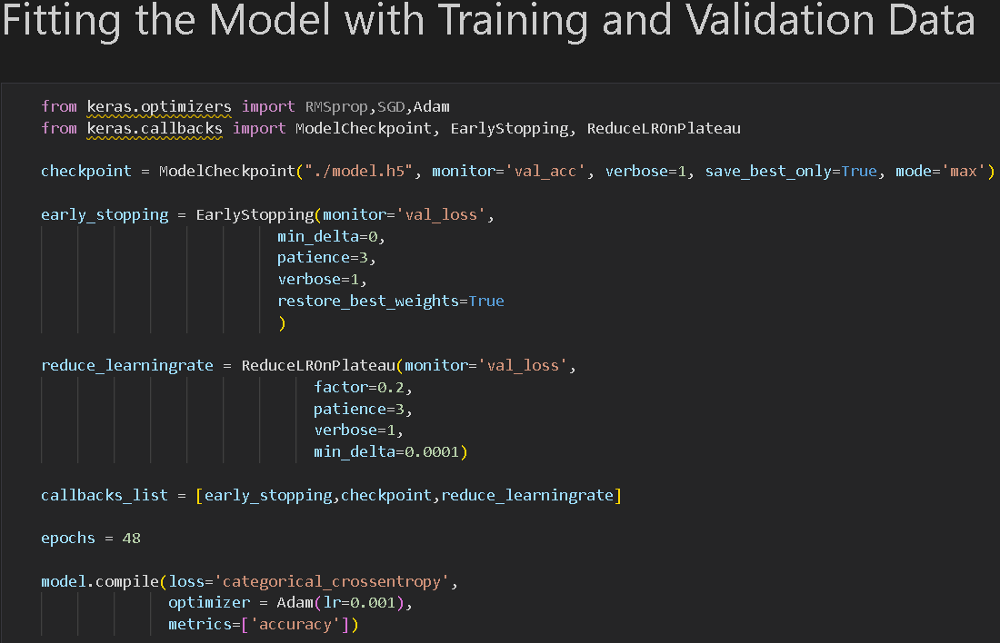 Fitting the Model with Training and Validation Data
from keras.optimizers import RMSprop,SGD,Adam
from keras.callbacks import ModelCheckpoint, EarlyStopping, ReduceLROnPlateau
checkpoint = ModelCheckpoint("./model.h5", monitor='val_acc', verbose=1, save_best_only=True, mode='max')
early_stopping = EarlyStopping(monitor='val_loss',
min_delta=0,
patience=3,
verbose=1,
restore_best_weights=True
)
reduce_learningrate = ReduceLROnPlateau(monitor='val_loss',
factor=0.2,
patience=3,
verbose=1,
min_delta=0.0001)
callbacks_list = [early_stopping,checkpoint,reduce_learningrate]
epochs = 48
model.compile(loss='categorical_crossentropy',
optimizer = Adam(lr=0.001),
metrics=['accuracy'])